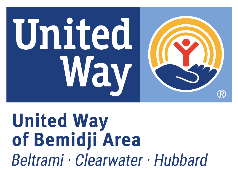 United
Way
®
United Way
of Bemidji Area
Beltrami · Clearwater · Hubbard